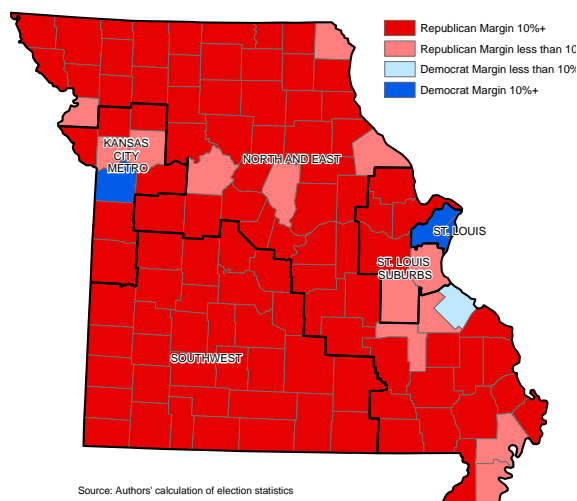 Republican Margin 10%+
Republican Margin less than 10
Democrat Margin less than 10%
Democrat Margin 10%+
KANSAS
CITY
METRO
NORTH AND EAST
ST. LOUIS
ST. LOUIS
SUBURBS
SOUTHWEST
Source: Authors' calculation of election statistics